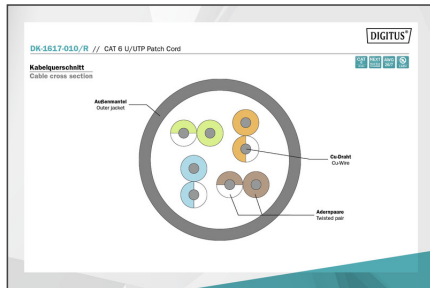 DIGITUS®
DK-1617-010/R // CAT 6 U/UTP Patch Cord
Kabelquerschnitt
Cable cross section
Außenmantel
Outer jacket
Cu-Draht
Cu-Wire
Adernpaare
Twisted pair